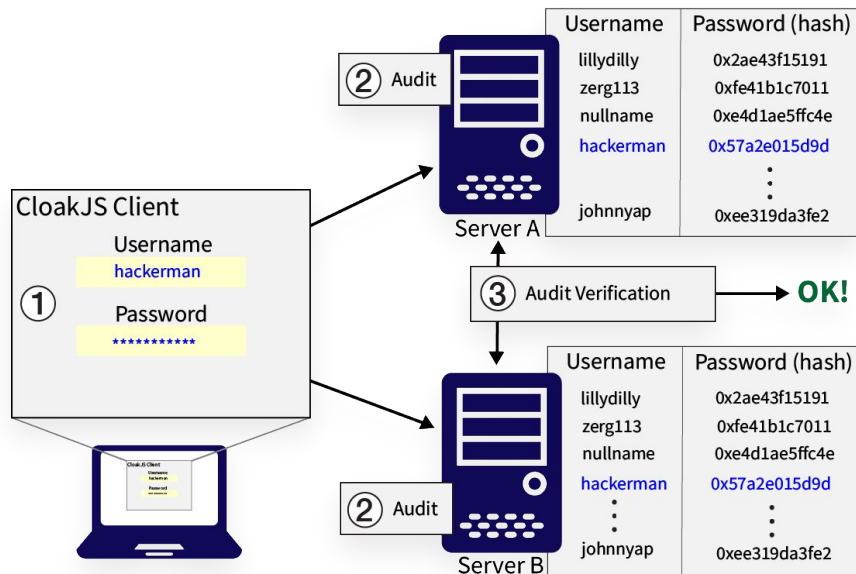 CloakJS Client
Username
hackerman
1
Password
***********
CloakJS Client
Username
hackerman
Password
2 Audit
Server A
Username Password (hash)
lillydilly 0x2ae43f15191
zerg113 0xfe41b1c7011
nullname 0xe4d1ae5ffc4e
hackerman 0x57a2e015d9d
johnnyap 0xee319da3fe2
3 Audit Verification
OK!
2 Audit
Server B
Username Password (hash)
lillydilly 0x2ae43f15191
zerg113 0xfe41b1c7011
nullname 0xe4d1ae5ffc4e
hackerman 0x57a2e015d9d
johnnyap 0xee319da3fe2